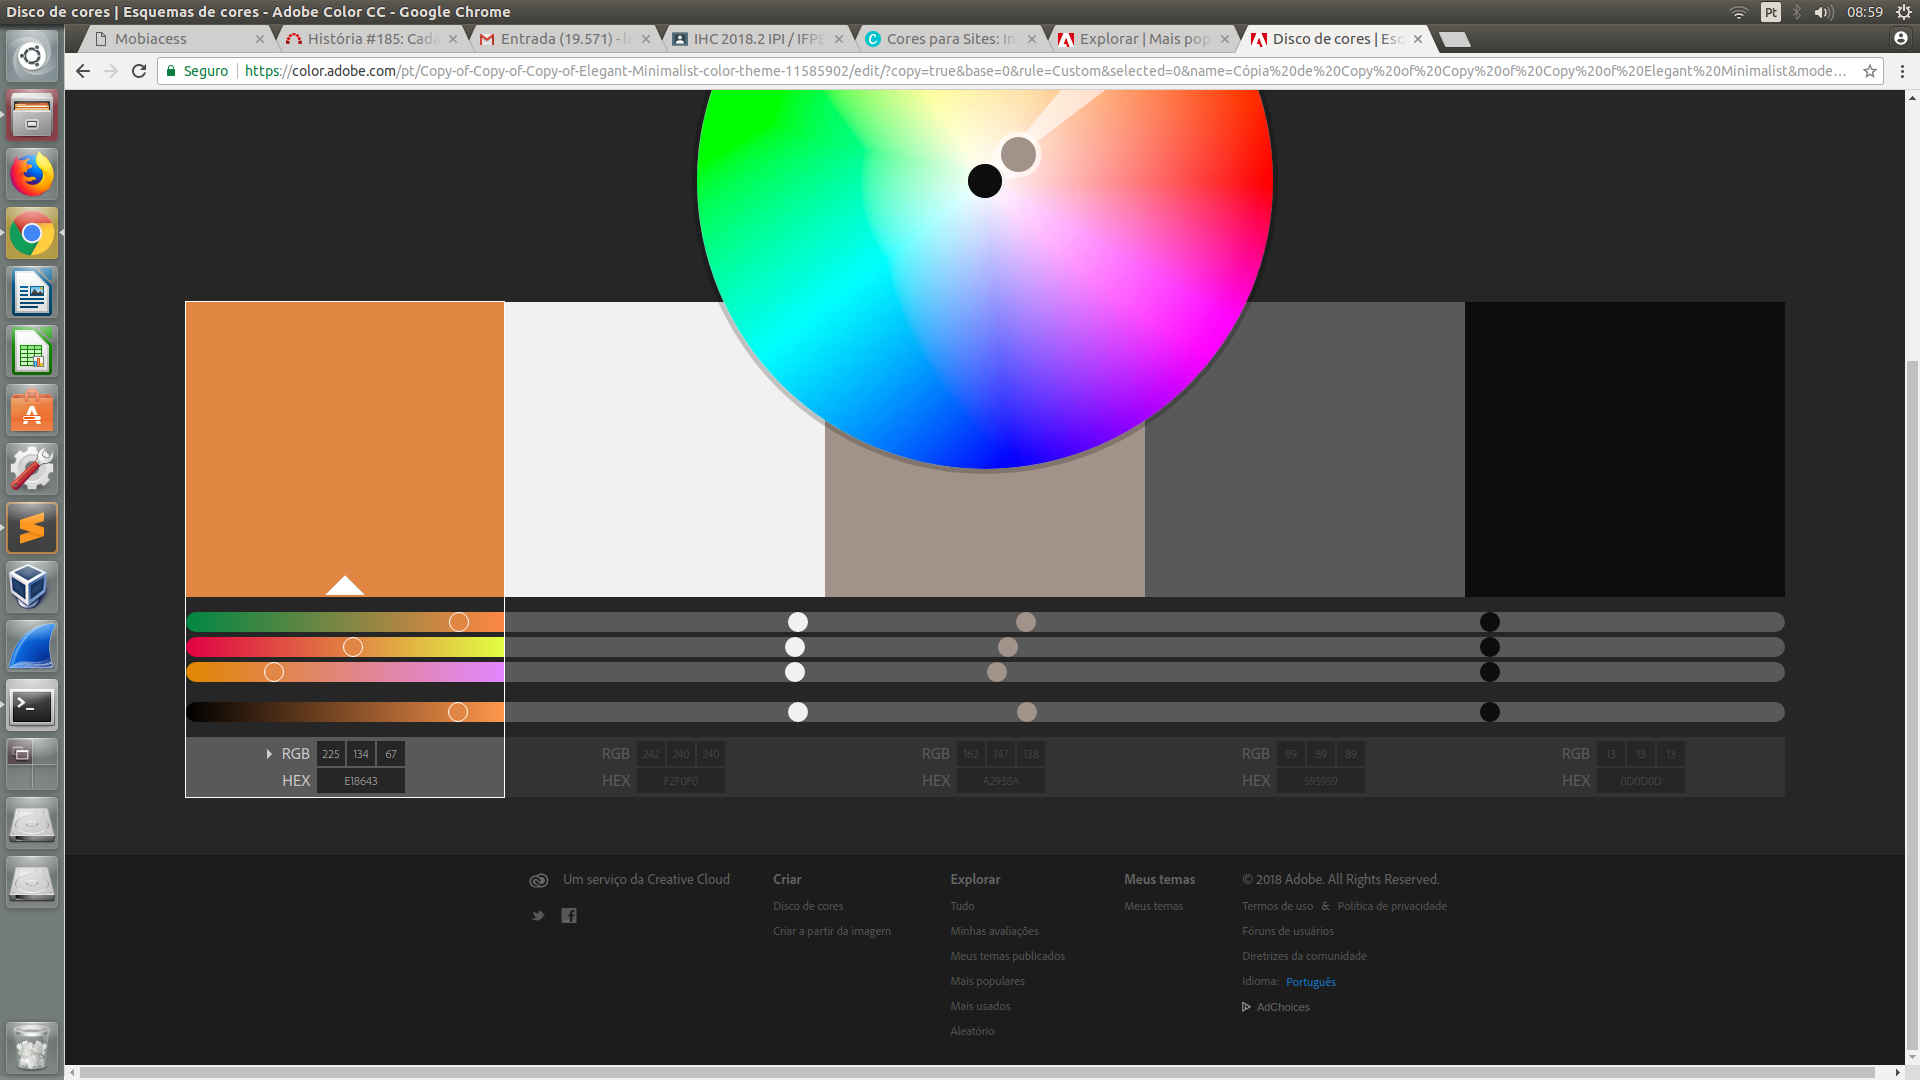 Disco de cores | Esquemas de cores - Adobe Color CC - Google Chrome
Pt
08:59
Mobiacess
História #185: Cada
Entrada (19.571) - l
IHC 2018.2 IPI / IFPE
Cores para Sites: In
Explorar | Mais pop
Disco de cores | Esq
Seguro
https://color.adobe.com/pt/Copy-of-Copy-of-Copy-of-Elegant-Minimalist-color-theme-11585902/edit/?copy=true&base=0&rule=Custom&selected=0&name=Cópia%20de%20Copy%20of%20Copy%20of%20Copy%20of%20Elegant%20Minimalist&mode...
RGB 225 134 67
HEX E18643
RGB 242 240 240
HEX F2F0F0
RGB 162 147 138
HEX A2938A
RGB 89 89 89
HEX 595959
RGB 13 13 13
HEX 0D0D0D
Um serviço da Creative Cloud
Criar
Disco de cores
Criar a partir da imagem
Explorar
Tudo
Minhas avaliações
Meus temas publicados
Mais populares
Mais usados
Aleatório
Meus temas
Meus temas
© 2018 Adobe. All Rights Reserved.
Termos de uso & Política de privacidade
Fóruns de usuários
Diretrizes da comunidade
Idioma: Português
AdChoices